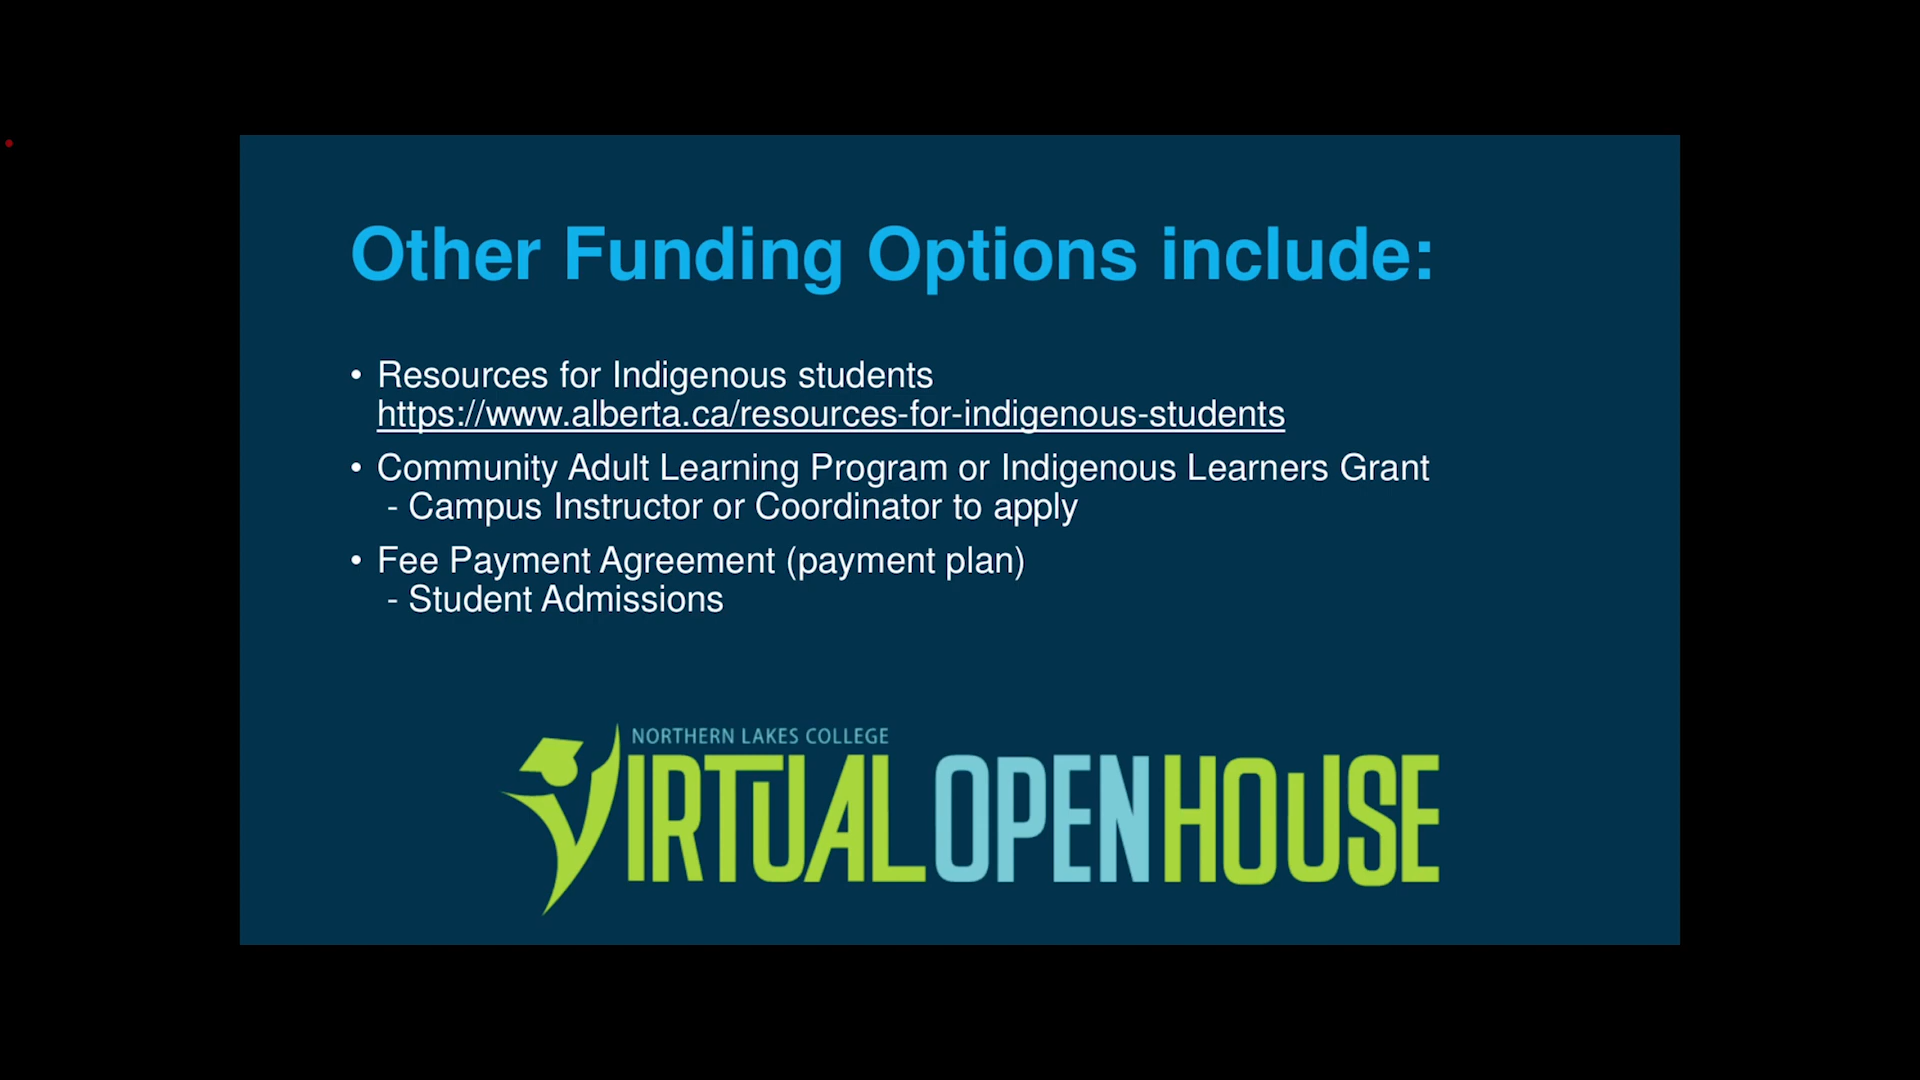 Other Funding Options include:
• Resources for Indigenous students
https://www.alberta.ca/resources-for-indigenous-students
• Community Adult Learning Program or Indigenous Learners Grant
- Campus Instructor or Coordinator to apply
• Fee Payment Agreement (payment plan)
- Student Admissions
NORTHERN LAKES COLLEGE
VIRTUAL OPEN HOUSE